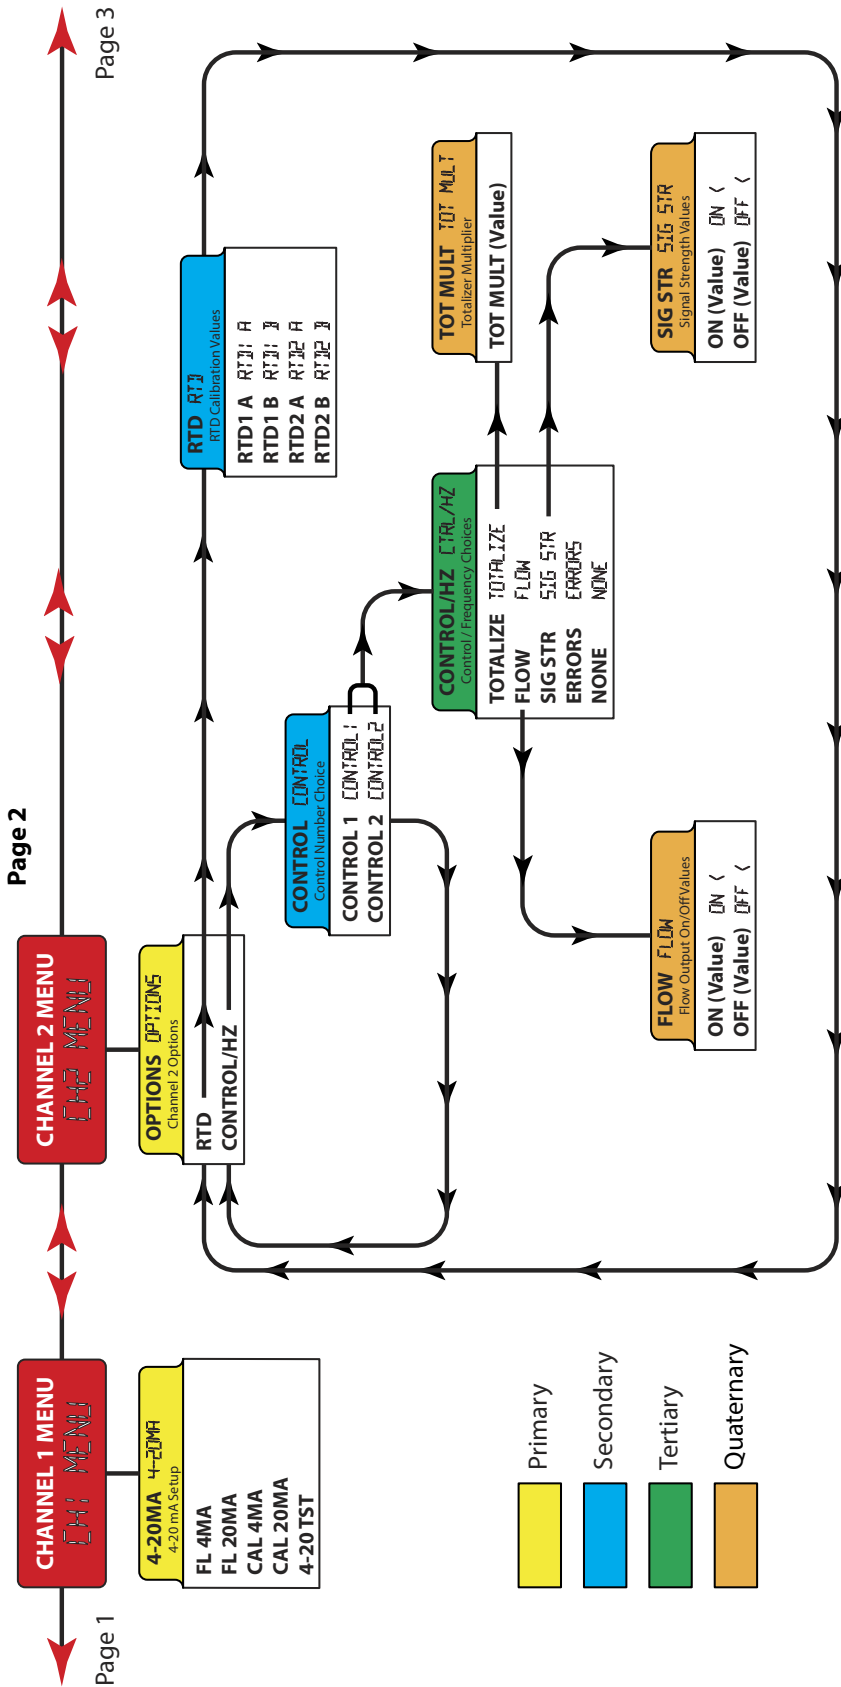 Page 2
Page 1
Page 3
CHANNEL 1 MENU
CH1 MENU
4-20MA 4-20MA
4-20 mA Setup
FL 4MA
FL 20MA
CAL 4MA
CAL 20MA
4-20 TST
CHANNEL 2 MENU
CH2 MENU
OPTIONS OPTIONS
Channel 2 Options
RTD
CONTROL/HZ
RTD RTD
RTD Calibration Values
RTD1 A RTD1 A
RTD1 B RTD1 B
RTD2 A RTD2 A
RTD2 B RTD2 B
CONTROL CONTROL
Control Number Choice
CONTROL 1 CONTROL1
CONTROL 2 CONTROL2
CONTROL/HZ CTRL/HZ
Control / Frequency Choices
TOTALIZE TOTALIZE
FLOW FLOW
SIG STR SIG STR
ERRORS ERRORS
NONE NONE
TOT MULT TOT MULT
Totalizer Multiplier
TOT MULT (Value)
FLOW FLOW
Flow Output On/Off Values
ON (Value) ON <
OFF (Value) OFF <
SIG STR SIG STR
Signal Strength Values
ON (Value) ON <
OFF (Value) OFF <
Primary
Secondary
Tertiary
Quaternary